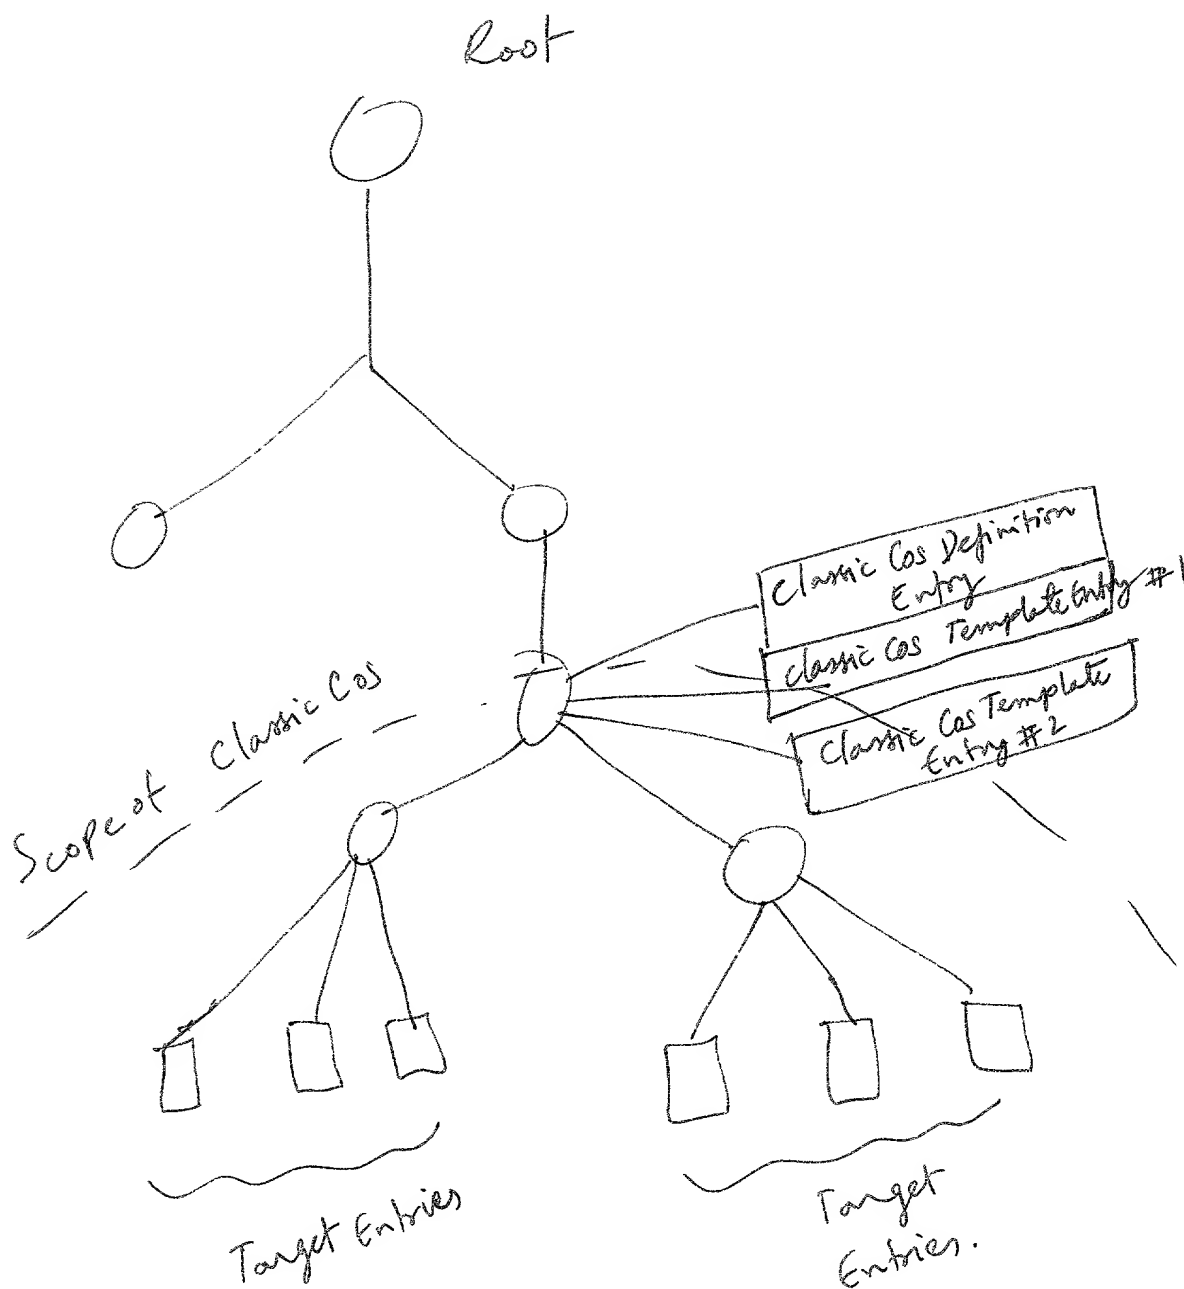 Root
Classic Cos Definition
Entry
Classic Cos Template Entry #1
Classic Cos Template
Entry #2
Scope of Classic Cos
Target Entries
Target
Entries.